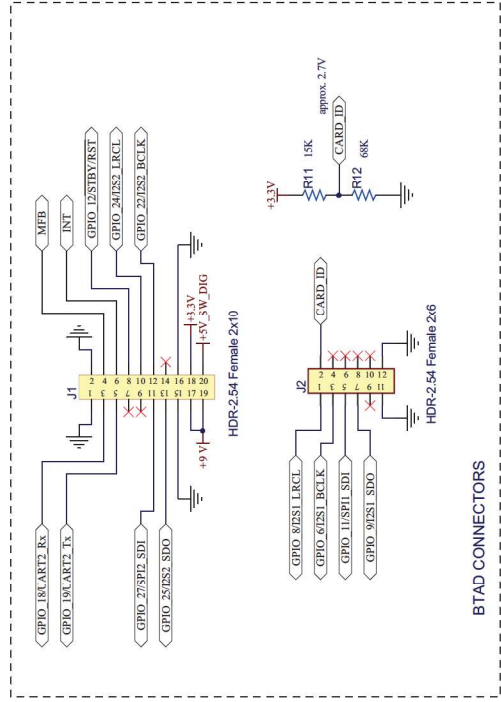 GPIO_18/UART2_Rx
GPIO_19/UART2_Tx
GPIO_27/SPI2_SDI
GPIO_25/I2S2_SDO
+9 V
J1
1 2
3 4
5 6
7 8
9 10
11 12
13 14
15 16
17 18
19 20
HDR-2.54 Female 2x10
MFB
INT
GPIO_12/STBY/RST
GPIO_24/I2S2_LRCL
GPIO_22/I2S2_BCLK
+3.3V
+5V_SW_DIG
GPIO_8/I2S1_LRCL
GPIO_6/I2S1_BCLK
GPIO_11/SPI1_SDI
GPIO_9/I2S1_SDO
J2
1 2
3 4
5 6
7 8
9 10
11 12
HDR-2.54 Female 2x6
CARD_ID
+3.3V
R11
15K
approx. 2.7V
CARD_ID
R12
68K
BTAD CONNECTORS